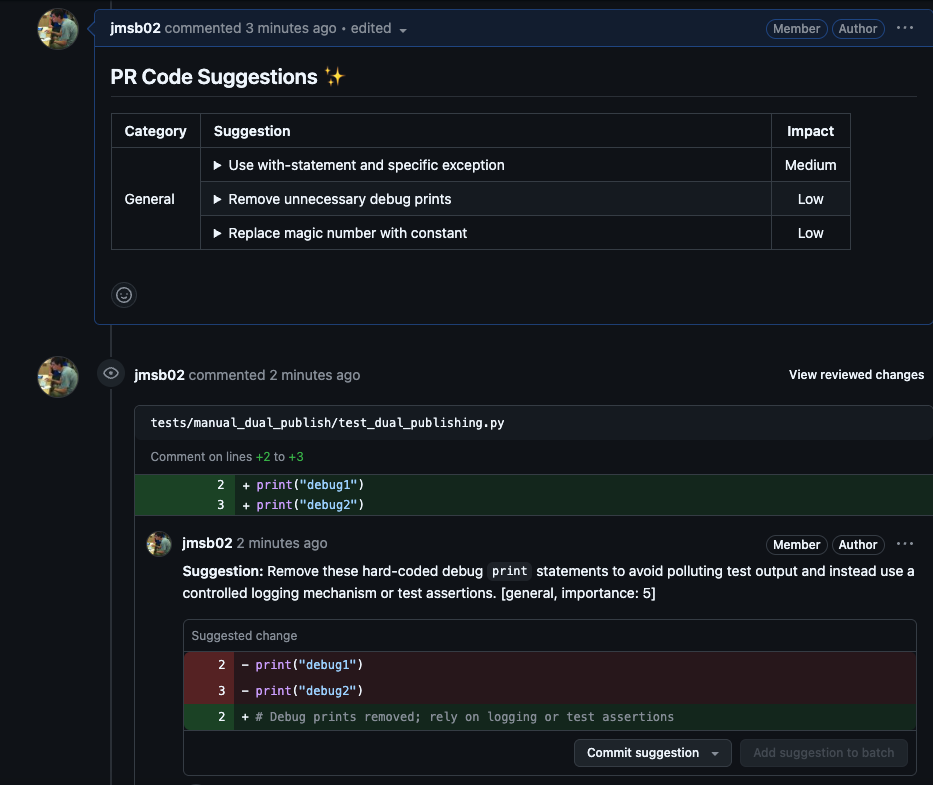 jmsb02 commented 3 minutes ago • edited
Member Author ...
PR Code Suggestions ✨
Category Suggestion Impact
General
▶ Use with-statement and specific exception Medium
▶ Remove unnecessary debug prints Low
▶ Replace magic number with constant Low
jmsb02 commented 2 minutes ago
View reviewed changes
tests/manual_dual_publish/test_dual_publishing.py
Comment on lines +2 to +3
2 + print("debug1")
3 + print("debug2")
jmsb02 2 minutes ago
Member Author ...
Suggestion: Remove these hard-coded debug print statements to avoid polluting test output and instead use a
controlled logging mechanism or test assertions. [general, importance: 5]
Suggested change
2 - print("debug1")
3 - print("debug2")
2 + # Debug prints removed; rely on logging or test assertions
Commit suggestion
Add suggestion to batch